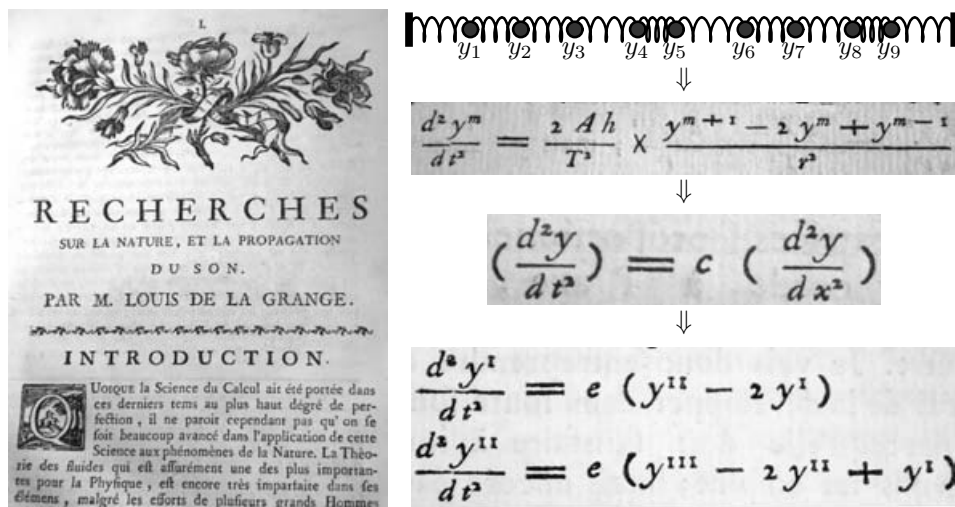 I.
RECHERCHES
SUR LA NATURE, ET LA PROPAGATION
DU SON.
PAR M. LOUIS DE LA GRANGE.
INTRODUCTION.
QUOIQUE la Science du Calcul ait été portée dans
ces derniers tems au plus haut dégré de per-
fection, il ne paroit cependant pas qu'on se
soit beaucoup avancé dans l'application de cette
Science aux phénomènes de la Nature. La Théo-
rie des fluides qui est assurément une des plus importan-
tes pour la Physique, est encore très imparfaite dans ses
élémens, malgré les efforts de plusieurs grands Hommes
y₁ y₂ y₃ y₄ y₅ y₆ y₇ y₈ y₉
⇓
d²y^m/dt² = 2Ah/T² × (y^{m+1} − 2y^m + y^{m−1})/r²
⇓
(d²y/dt²) = c (d²y/dx²)
⇓
d²y^I/dt² = e (y^{II} − 2y^I)
d²y^{II}/dt² = e (y^{III} − 2y^{II} + y^I)